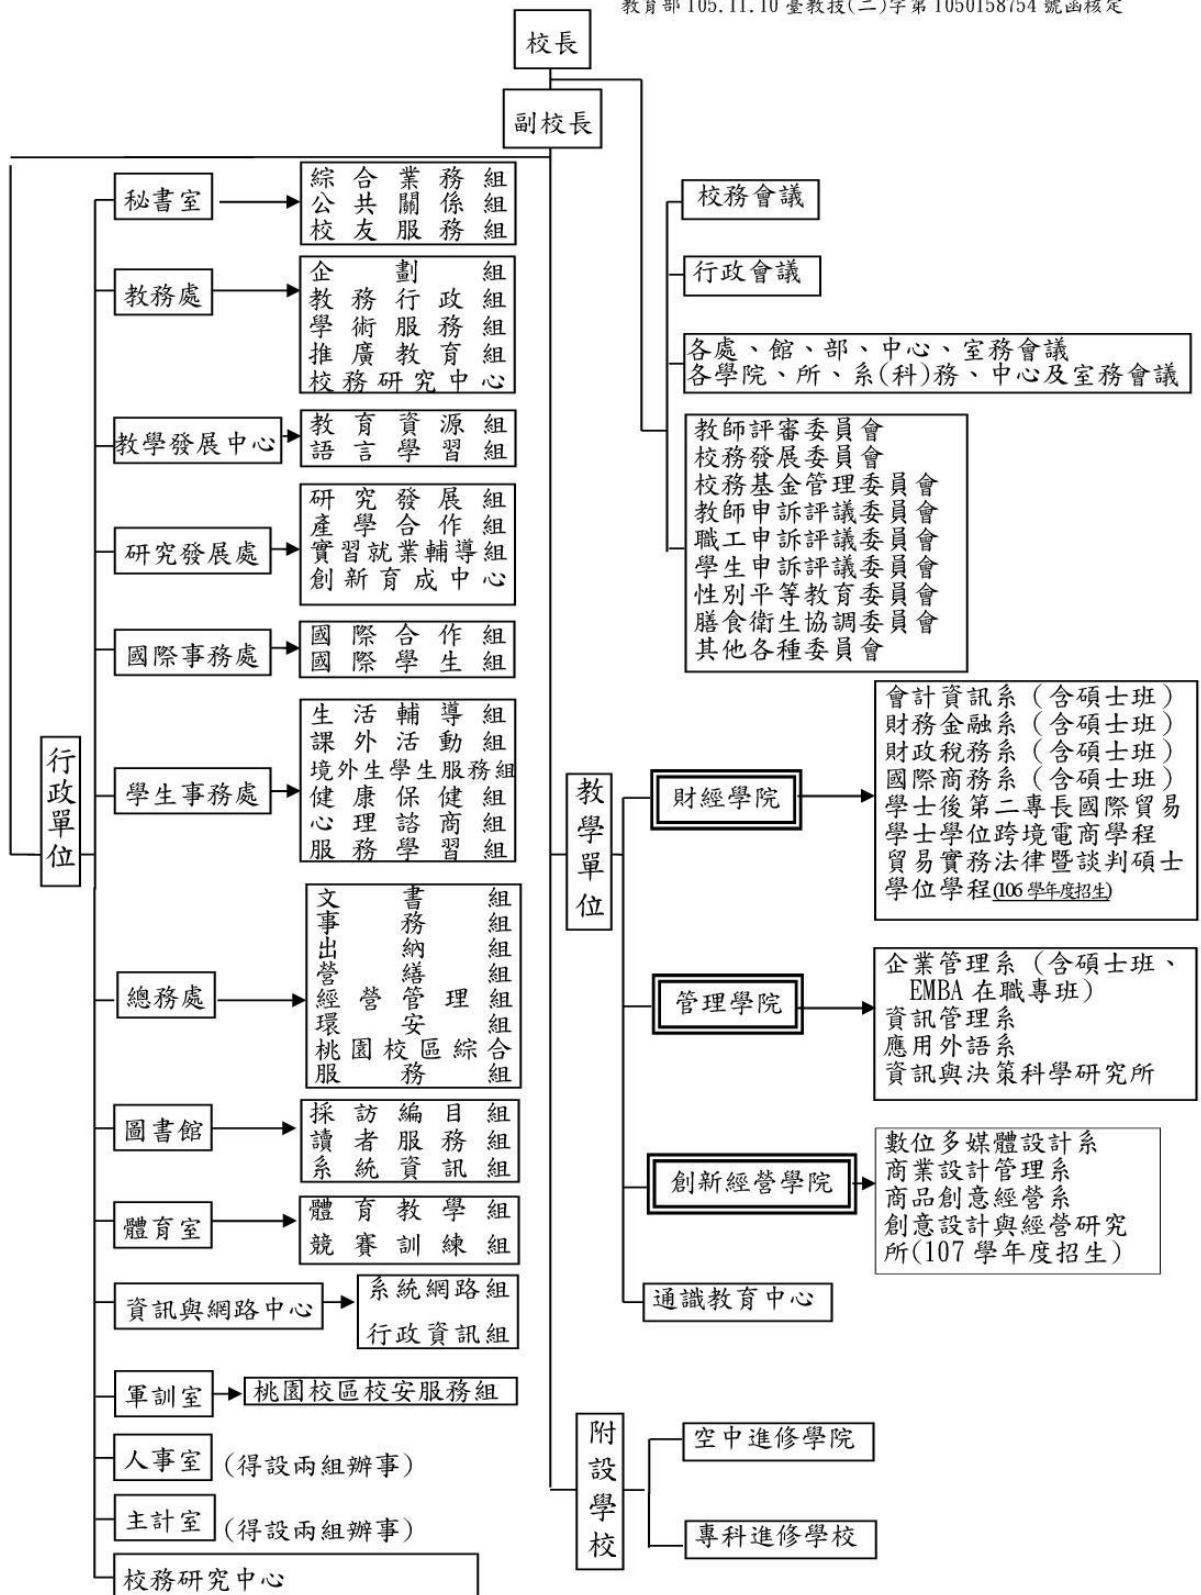 教育部 105.11.10 臺教技(二)字第 1050158754 號函核定
校長
副校長
秘書室
綜合業務組
公共關係組
校友服務組
教務處
企劃組
教務行政組
學術服務組
推廣教育組
校務研究中心
教學發展中心
教育資源組
語言學習組
研究發展處
研究發展組
產學合作組
實習就業輔導組
創新育成中心
國際事務處
國際合作組
國際學生組
行政單位
學生事務處
生活輔導組
課外活動組
境外生學生服務組
健康保健組
心理諮商組
服務學習組
總務處
文書組
事務組
出納組
營繕組
經營管理組
環安組
桃園校區綜合
服務組
圖書館
採訪編目組
讀者服務組
系統資訊組
體育室
體育教學組
競賽訓練組
資訊與網路中心
系統網路組
行政資訊組
軍訓室
桃園校區校安服務組
人事室
(得設兩組辦事)
主計室
(得設兩組辦事)
校務研究中心
校務會議
行政會議
各處、館、部、中心、室務會議
各學院、所、系(科)務、中心及室務會議
教師評審委員會
校務發展委員會
校務基金管理委員會
教師申訴評議委員會
職工申訴評議委員會
學生申訴評議委員會
性別平等教育委員會
膳食衛生協調委員會
其他各種委員會
教學單位
財經學院
會計資訊系（含碩士班）
財務金融系（含碩士班）
財政稅務系（含碩士班）
國際商務系（含碩士班）
學士後第二專長國際貿易
學士學位跨境電商學程
貿易實務法律暨談判碩士
學位學程(106 學年度招生)
管理學院
企業管理系（含碩士班、
EMBA 在職專班）
資訊管理系
應用外語系
資訊與決策科學研究所
創新經營學院
數位多媒體設計系
商業設計管理系
商品創意經營系
創意設計與經營研究
所(107 學年度招生)
通識教育中心
附設學校
空中進修學院
專科進修學校